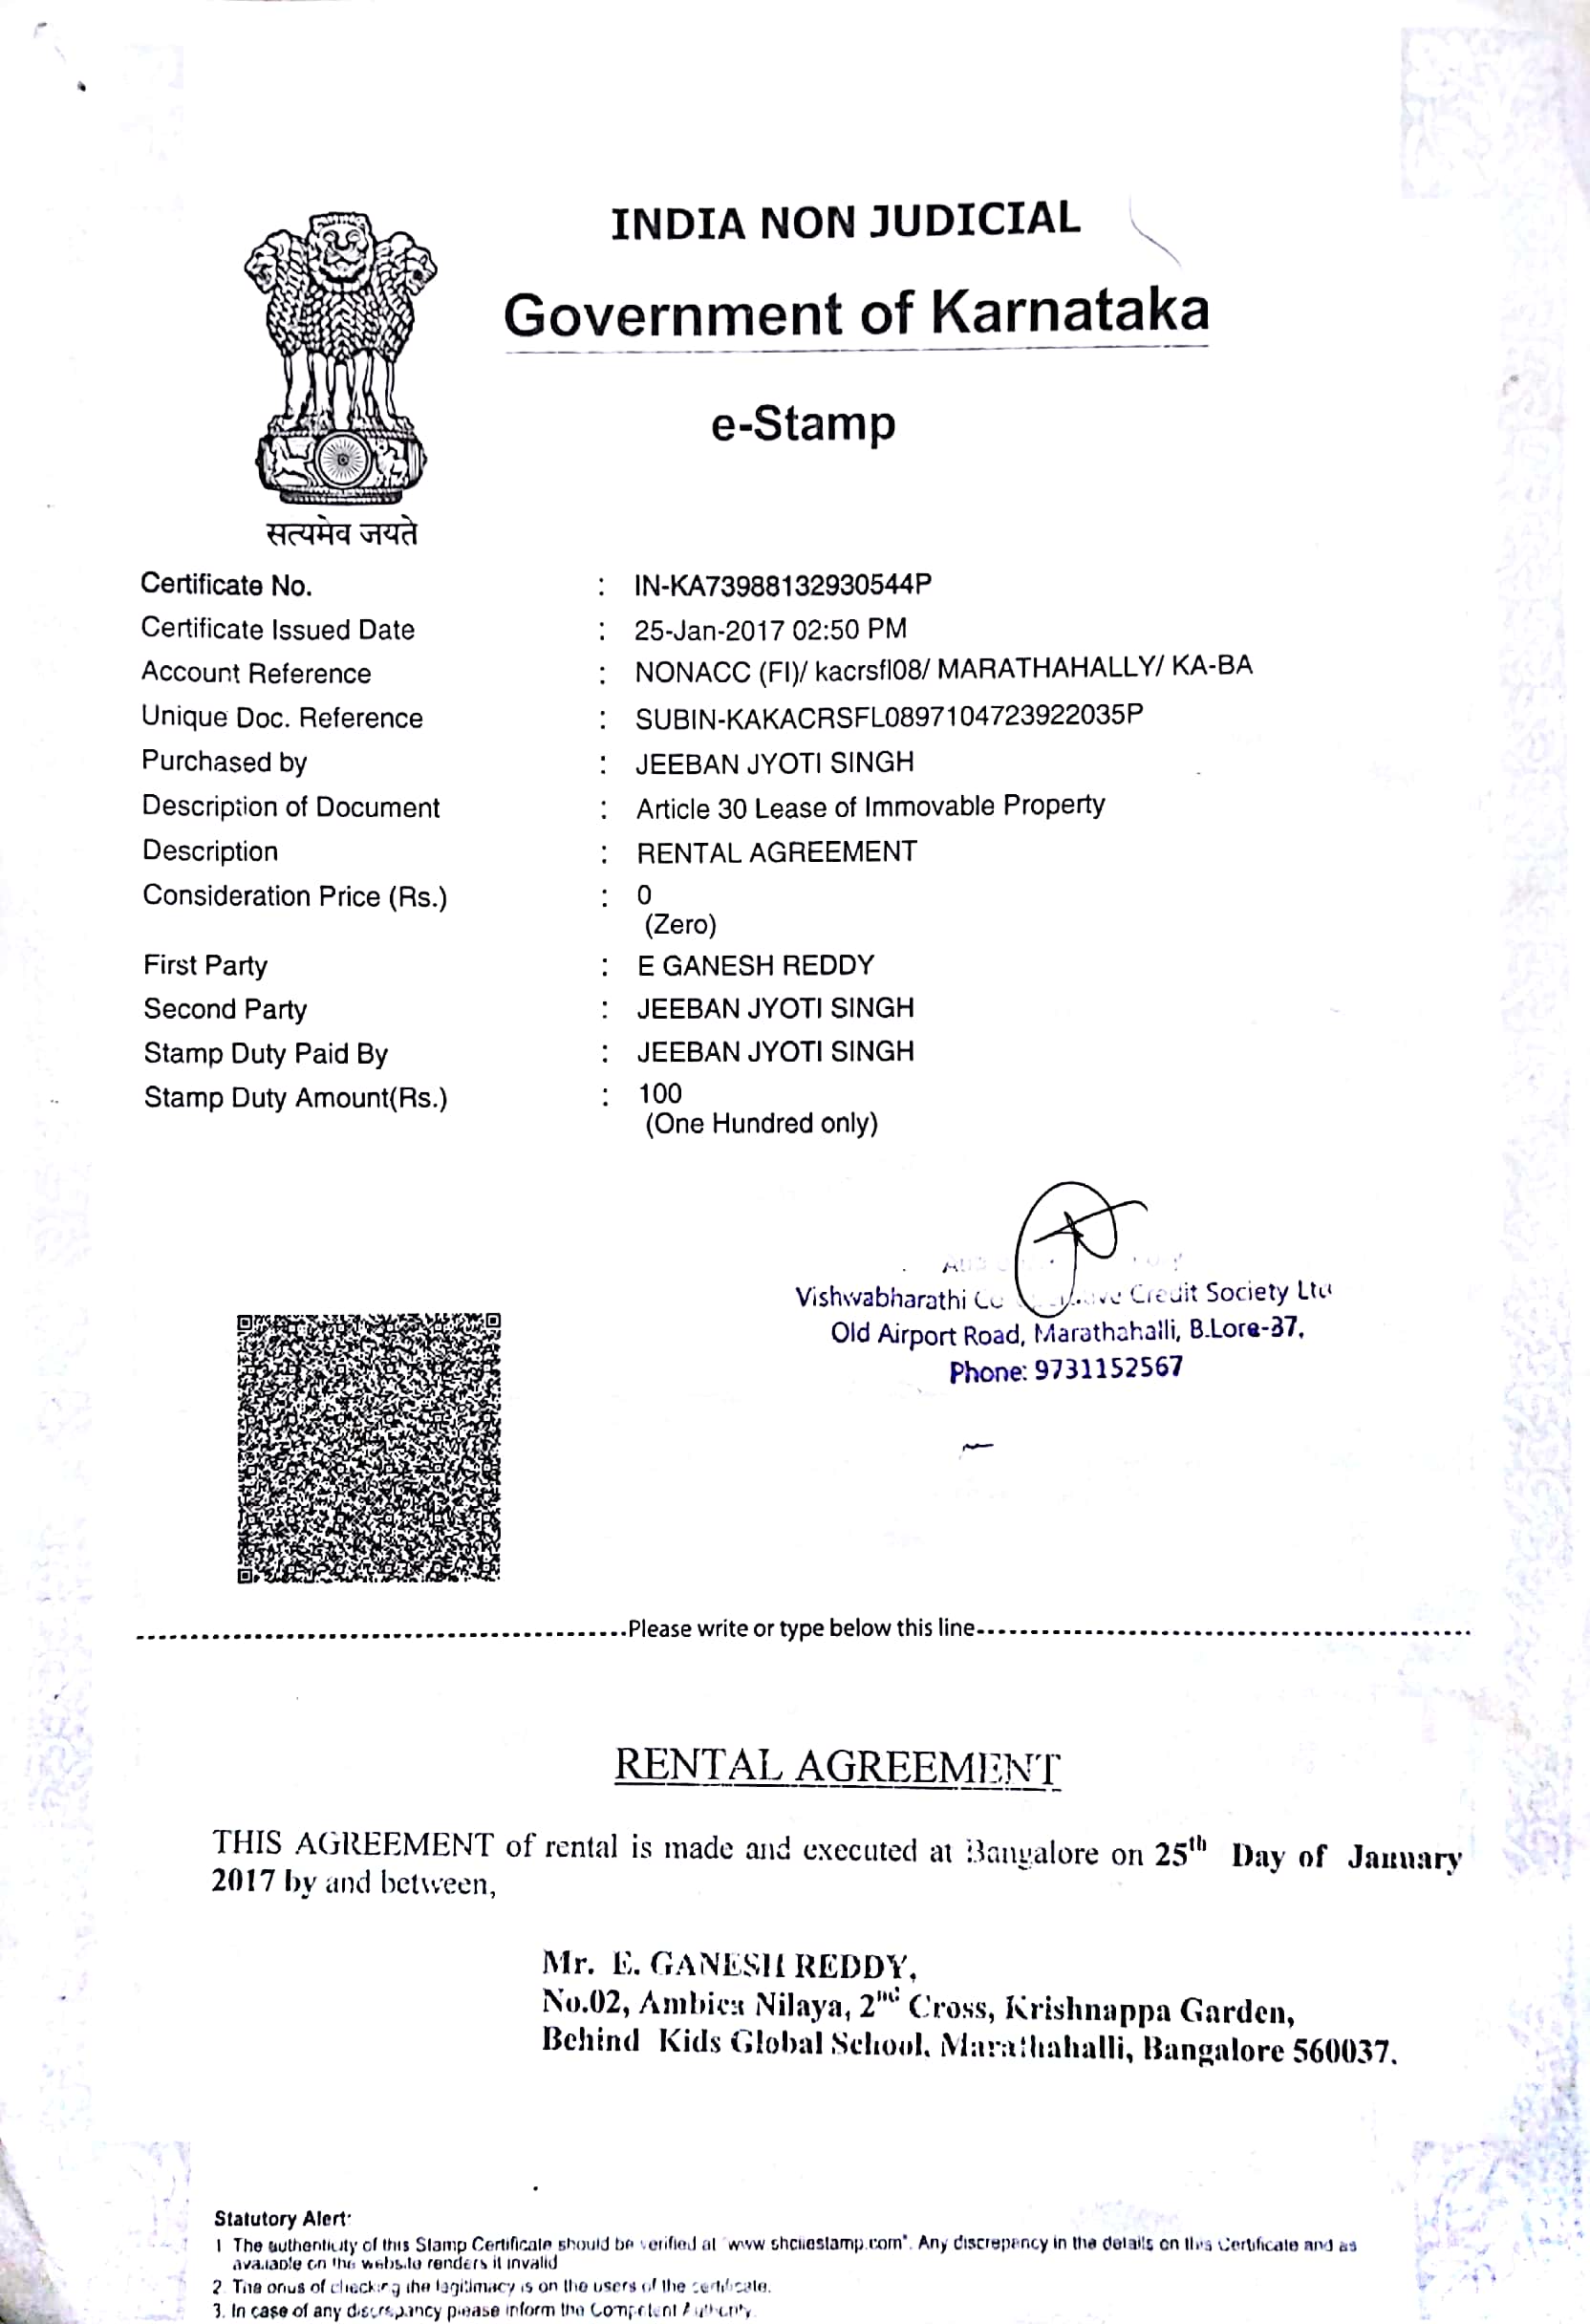 INDIA NON JUDICIAL
Government of Karnataka
e-Stamp
सत्यमेव जयते
Certificate No. : IN-KA73988132930544P
Certificate Issued Date : 25-Jan-2017 02:50 PM
Account Reference : NONACC (FI)/ kacrsfl08/ MARATHAHALLY/ KA-BA
Unique Doc. Reference : SUBIN-KAKACRSFL0897104723922035P
Purchased by : JEEBAN JYOTI SINGH
Description of Document : Article 30 Lease of Immovable Property
Description : RENTAL AGREEMENT
Consideration Price (Rs.) : 0
(Zero)
First Party : E GANESH REDDY
Second Party : JEEBAN JYOTI SINGH
Stamp Duty Paid By : JEEBAN JYOTI SINGH
Stamp Duty Amount(Rs.) : 100
(One Hundred only)
Vishwabharathi Credit Society Ltd
Old Airport Road, Marathahalli, B.Lore-37.
Phone: 9731152567
Please write or type below this line
RENTAL AGREEMENT
THIS AGREEMENT of rental is made and executed at Bangalore on 25th Day of January
2017 by and between,
Mr. E. GANESH REDDY,
No.02, Ambica Nilaya, 2nd Cross, Krishnappa Garden,
Behind Kids Global School, Marathahalli, Bangalore 560037.
Statutory Alert:
1 The authenticity of this Stamp Certificate should be verified at "www shcilestamp.com". Any discrepancy in the details on this Certificate and as
available on the website renders it invalid
2. The onus of checking the legitimacy is on the users of the certificate.
3. In case of any discrepancy please inform the Competent Authority.